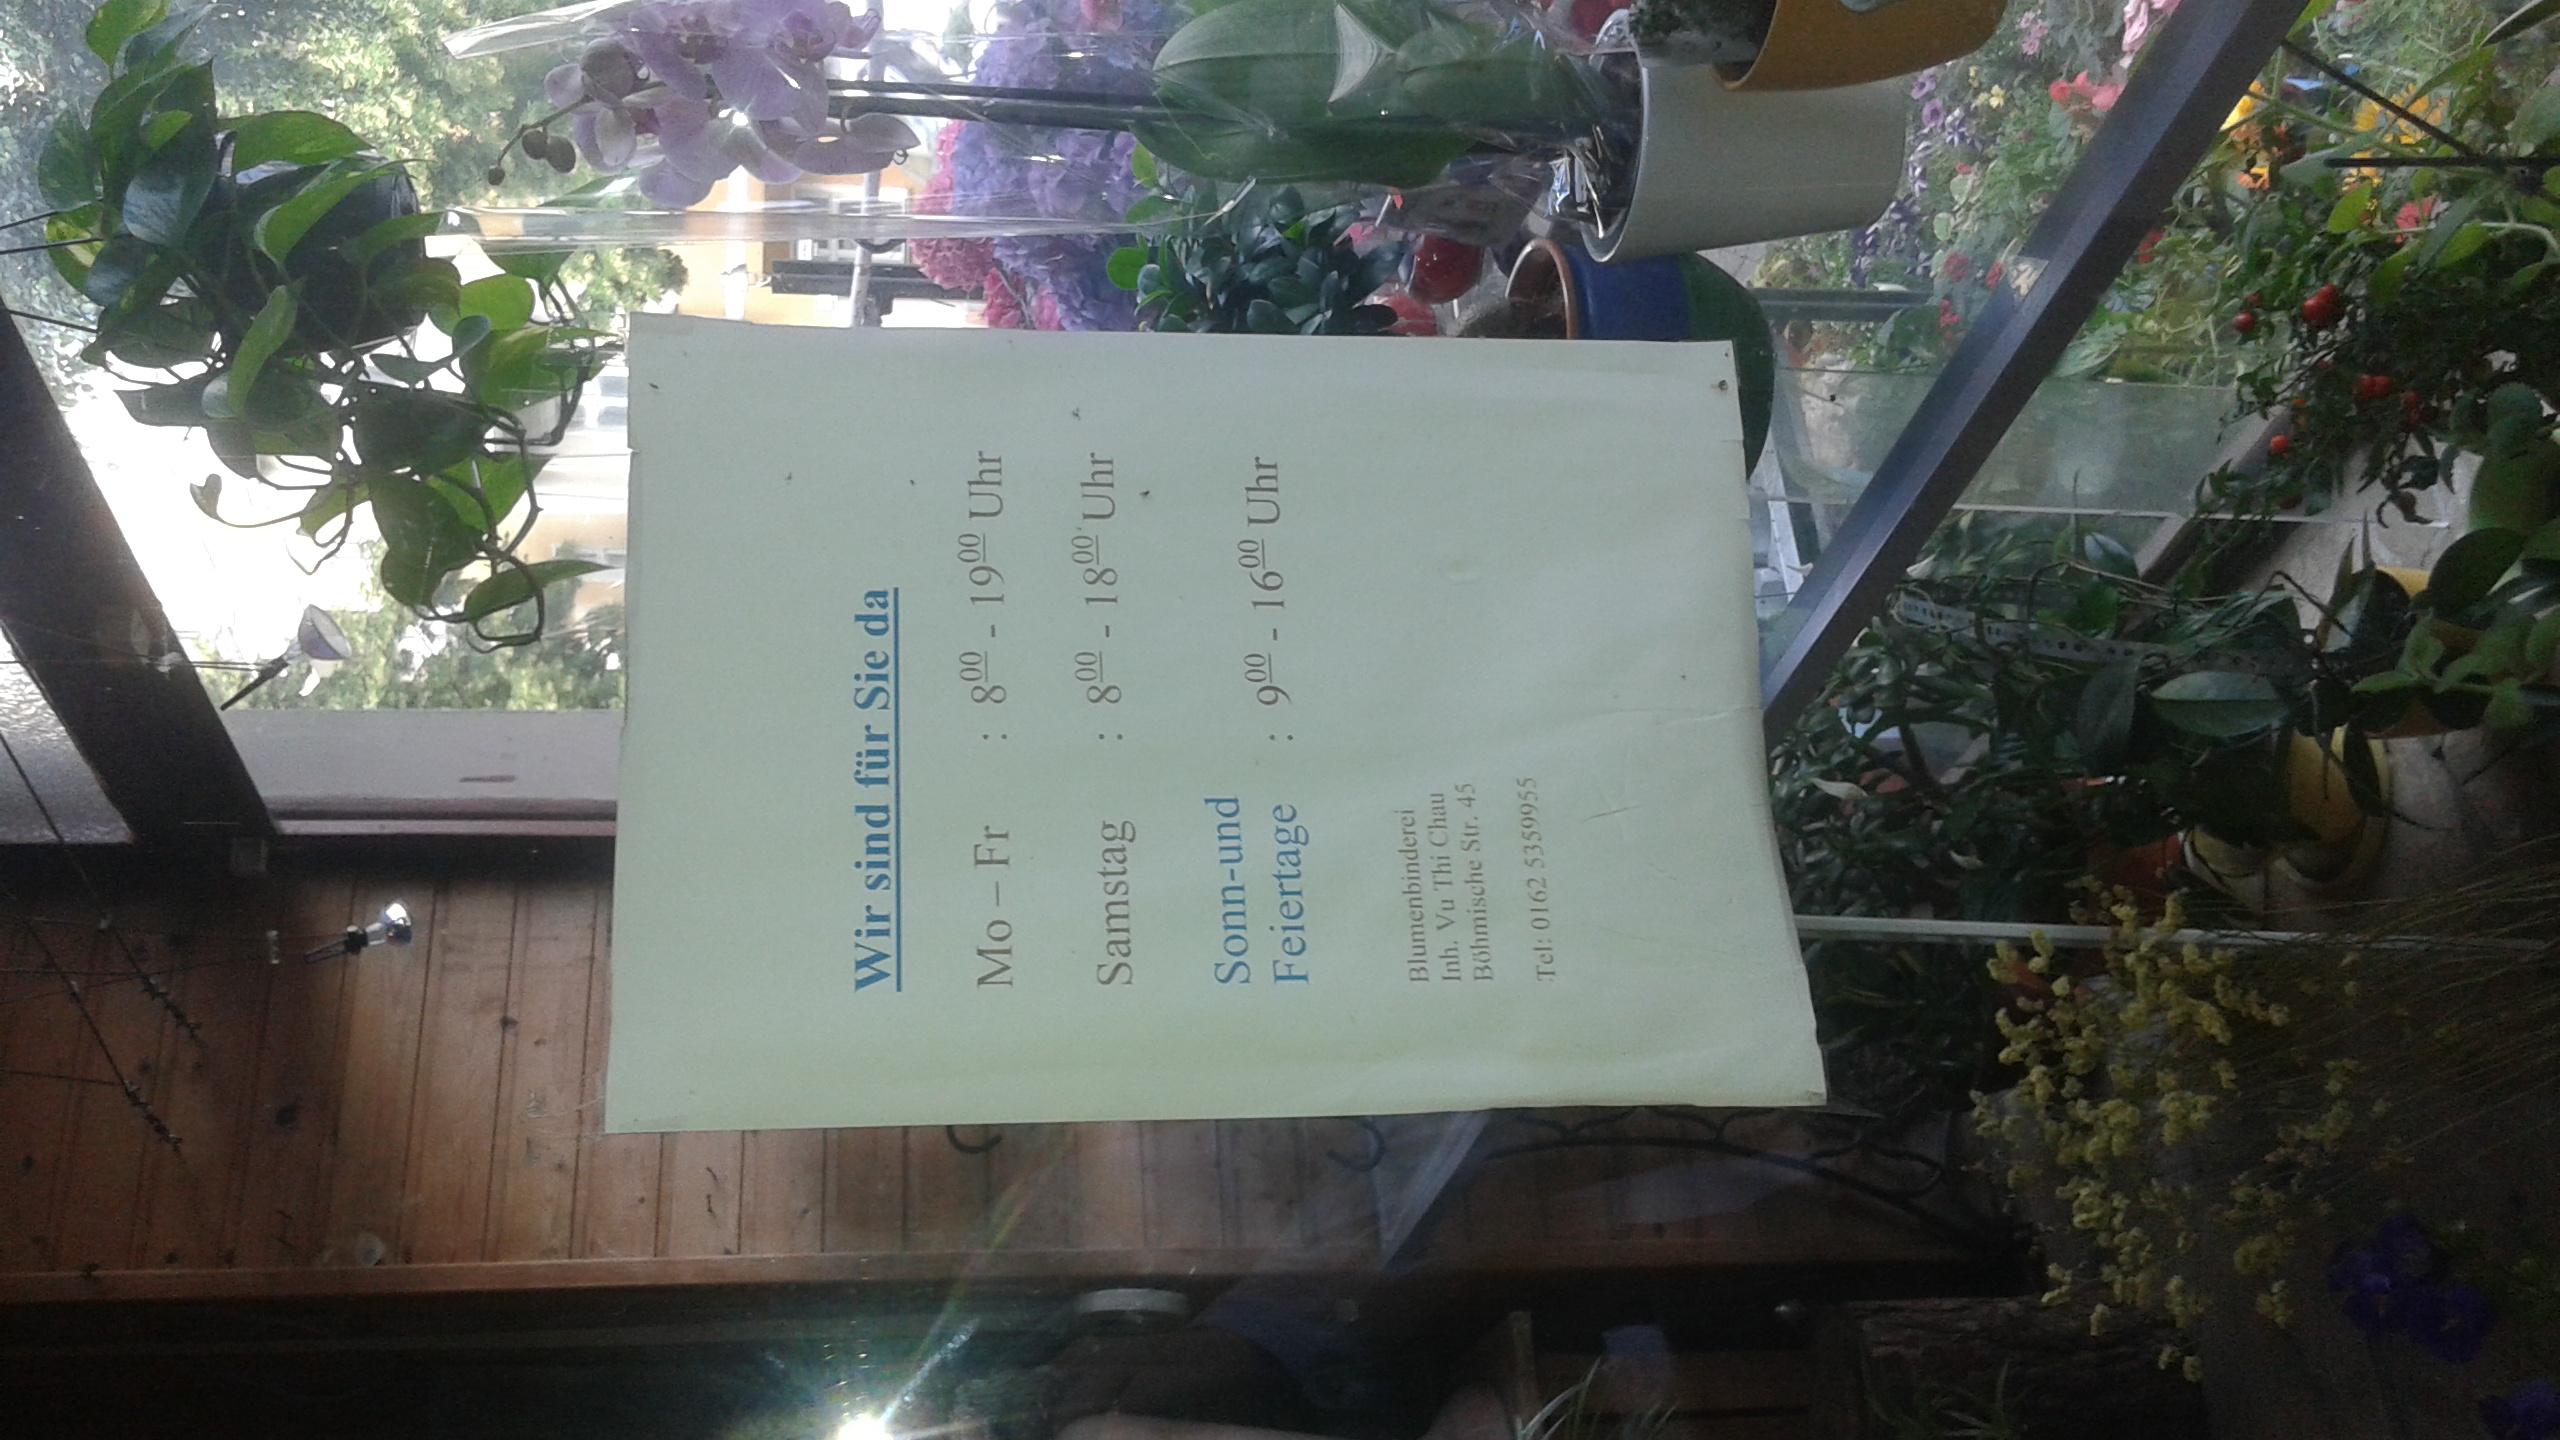 Wir sind für Sie da
Mo – Fr : 8⁰⁰ - 19⁰⁰ Uhr
Samstag : 8⁰⁰ - 18⁰⁰ Uhr
Sonn-und
Feiertage : 9⁰⁰ - 16⁰⁰ Uhr
Blumenbinderei
Inh. Vu Thi Chau
Böhmische Str. 45
Tel: 0162 5359955